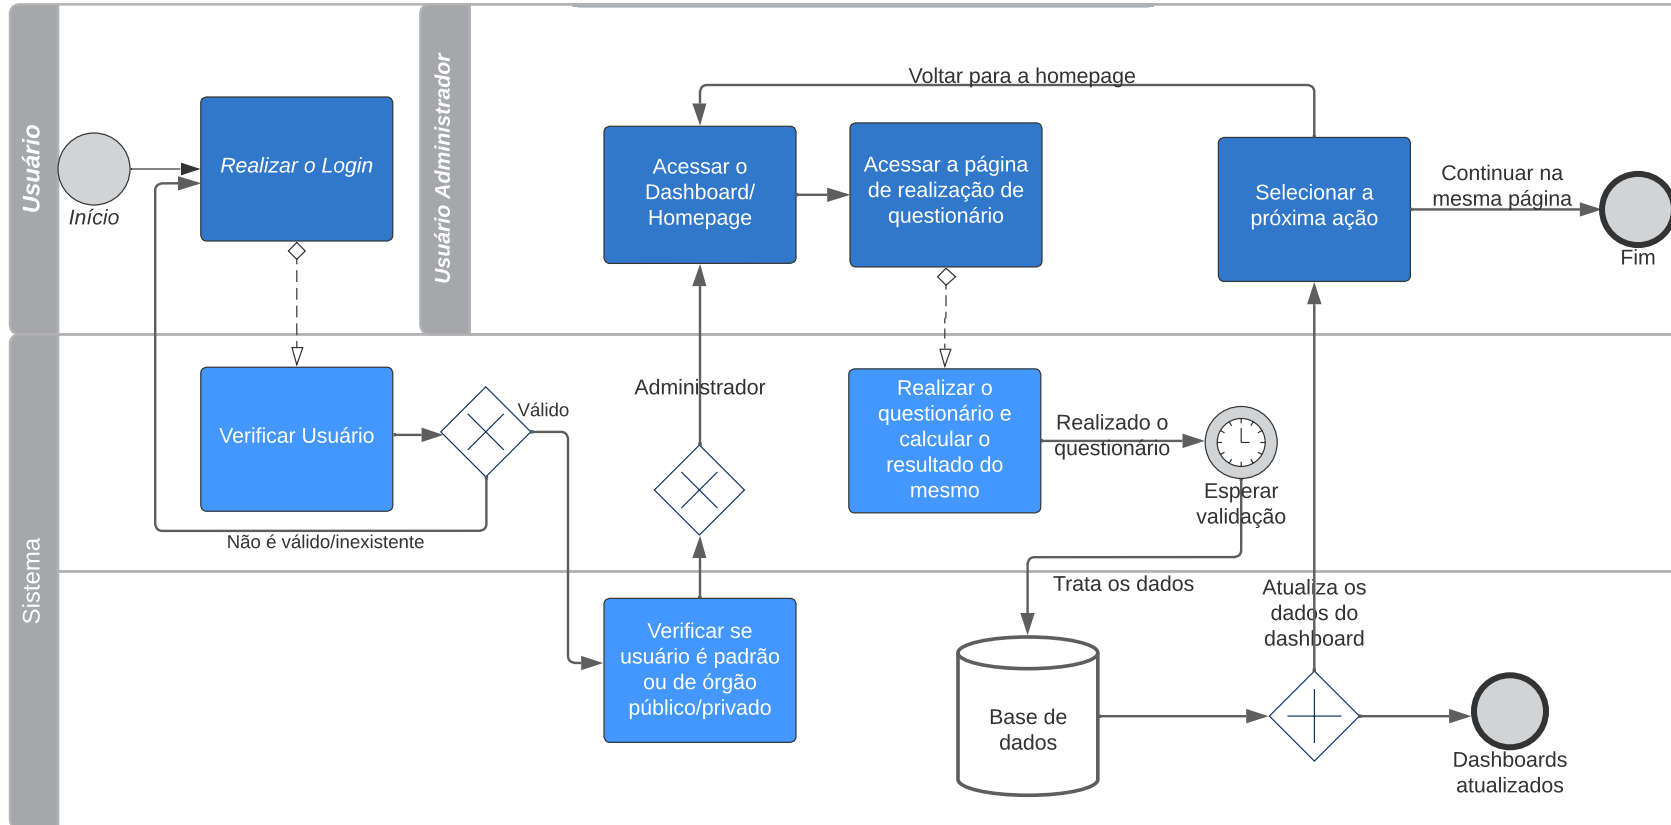 Usuário
Início
Realizar o Login
Usuário Administrador
Voltar para a homepage
Acessar o
Dashboard/
Homepage
Acessar a página
de realização de
questionário
Selecionar a
próxima ação
Continuar na
mesma página
Fim
Sistema
Verificar Usuário
Válido
Não é válido/inexistente
Administrador
Realizar o
questionário e
calcular o
resultado do
mesmo
Realizado o
questionário
Esperar
validação
Verificar se
usuário é padrão
ou de órgão
público/privado
Trata os dados
Base de
dados
Atualiza os
dados do
dashboard
Dashboards
atualizados